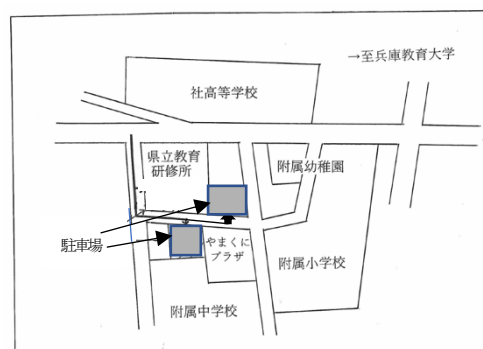 →至兵庫教育大学
社高等学校
県立教育
研修所
附属幼稚園
駐車場
やまくに
プラザ
附属小学校
附属中学校